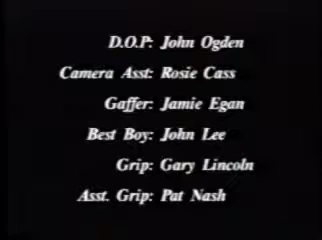 D.O.P: John Ogden
Camera Asst: Rosie Cass
Gaffer: Jamie Egan
Best Boy: John Lee
Grip: Gary Lincoln
Asst. Grip: Pat Nash